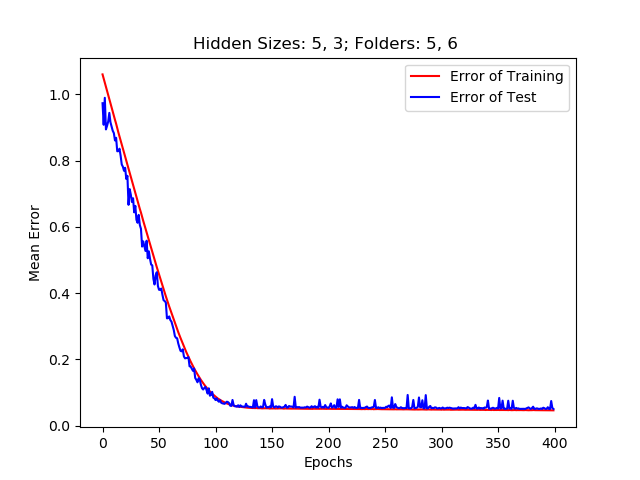 Hidden Sizes: 5, 3; Folders: 5, 6
Error of Training
Error of Test
Mean Error
1.0
0.8
0.6
0.4
0.2
0.0
0 50 100 150 200 250 300 350 400
Epochs